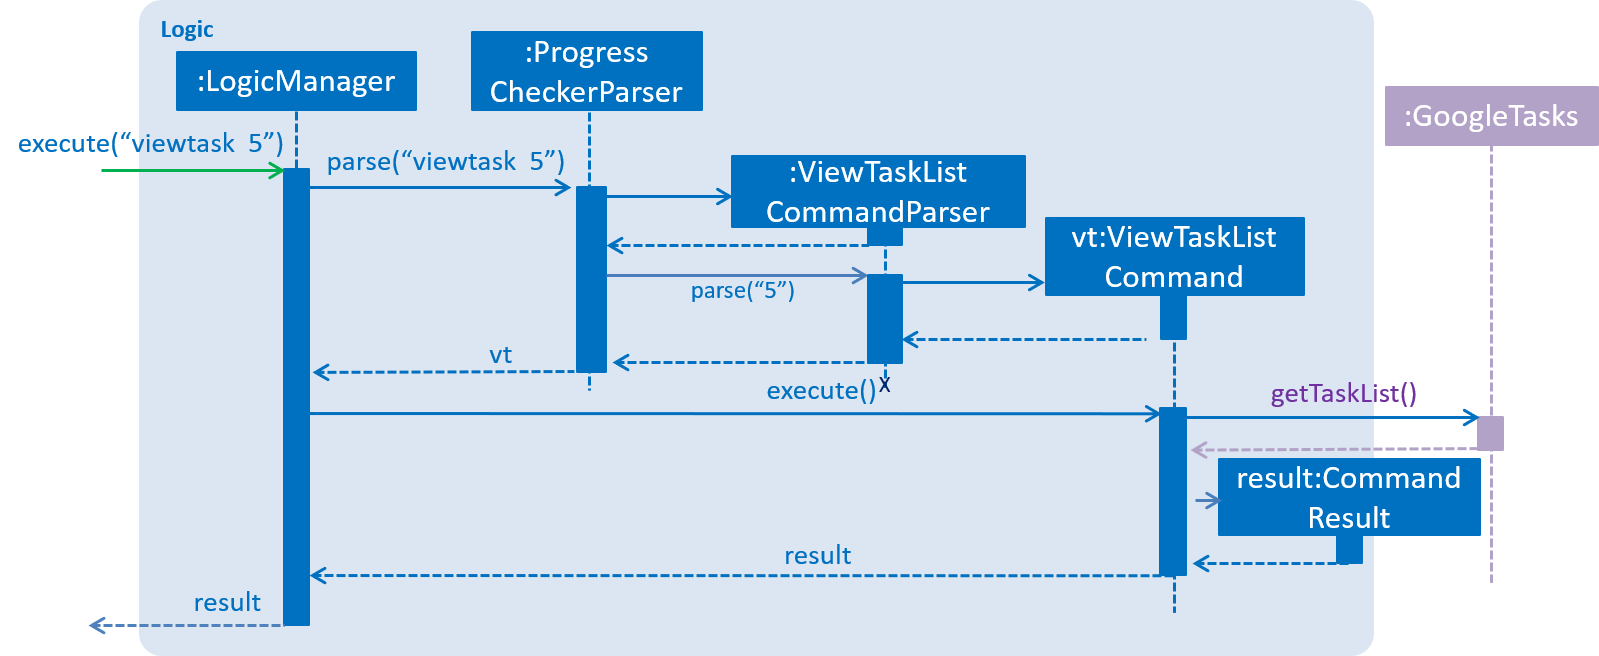 Logic
:LogicManager
:Progress
CheckerParser
:GoogleTasks
execute(“viewtask 5”)
parse(“viewtask 5”)
:ViewTaskList
CommandParser
vt:ViewTaskList
Command
parse(“5”)
vt
execute()
X
getTaskList()
result:Command
Result
result
result